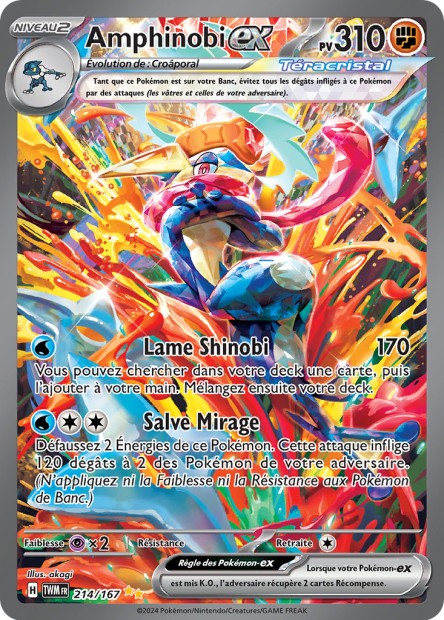 NIVEAU 2
Amphinobi ex
PV 310
Évolution de : Croâporal
Téracristal
Tant que ce Pokémon est sur votre Banc, évitez tous les dégâts infligés à ce Pokémon
par des attaques (les vôtres et celles de votre adversaire).
Lame Shinobi 170
Vous pouvez chercher dans votre deck une carte, puis
l'ajouter à votre main. Mélangez ensuite votre deck.
Salve Mirage
Défaussez 2 Énergies de ce Pokémon. Cette attaque inflige
120 dégâts à 2 des Pokémon de votre adversaire.
(N'appliquez ni la Faiblesse ni la Résistance aux Pokémon
de Banc.)
Faiblesse ×2 Résistance Retraite
Illus. akagi
Règle des Pokémon-ex Lorsque votre Pokémon-ex
est mis K.O., l'adversaire récupère 2 cartes Récompense.
H TWM FR 214/167
©2024 Pokémon/Nintendo/Creatures/GAME FREAK